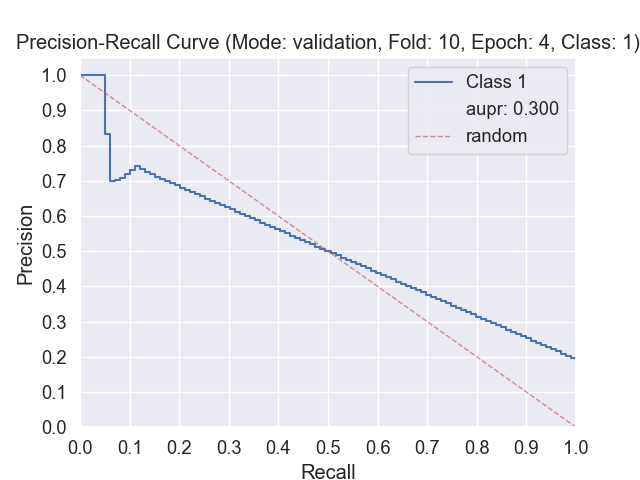 Precision-Recall Curve (Mode: validation, Fold: 10, Epoch: 4, Class: 1)
1.0
0.9
0.8
0.7
0.6
0.5
0.4
0.3
0.2
0.1
0.0
Precision
Class 1
aupr: 0.300
random
0.0 0.1 0.2 0.3 0.4 0.5 0.6 0.7 0.8 0.9 1.0
Recall